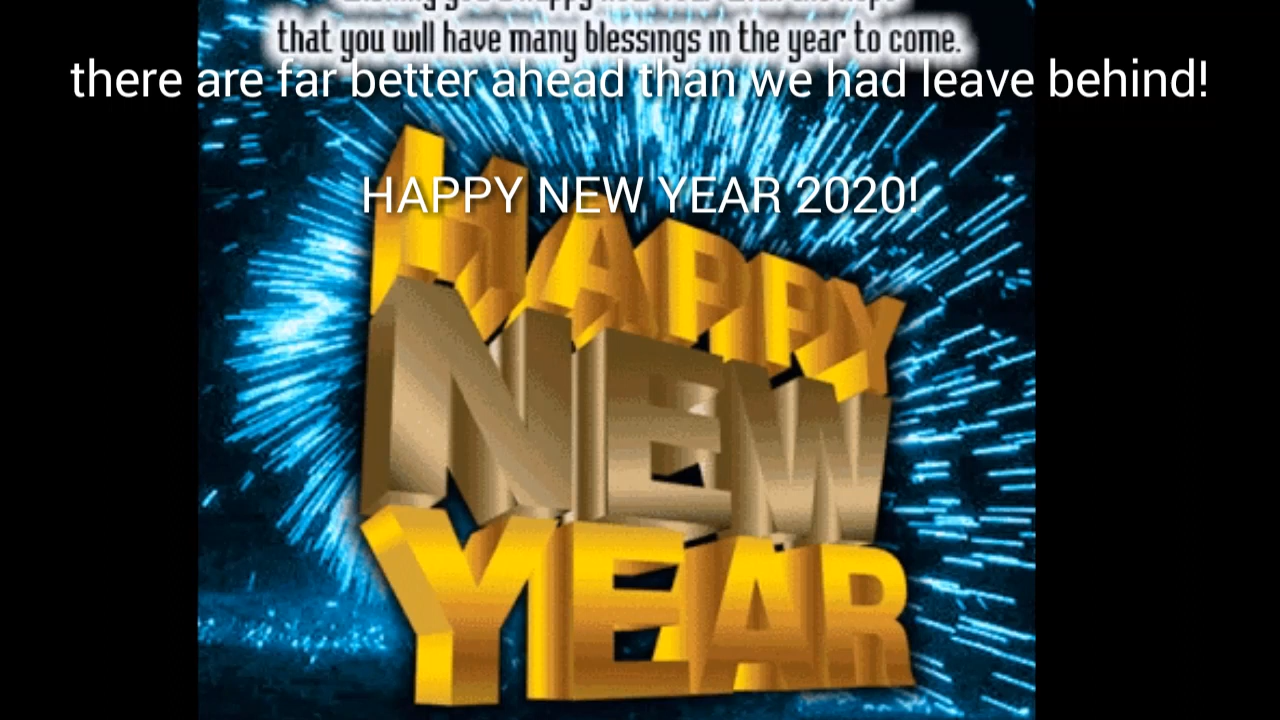 that you will have many blessings in the year to come.
there are far better ahead than we had leave behind!
HAPPY NEW YEAR 2020!
HAPPY
NEW
YEAR